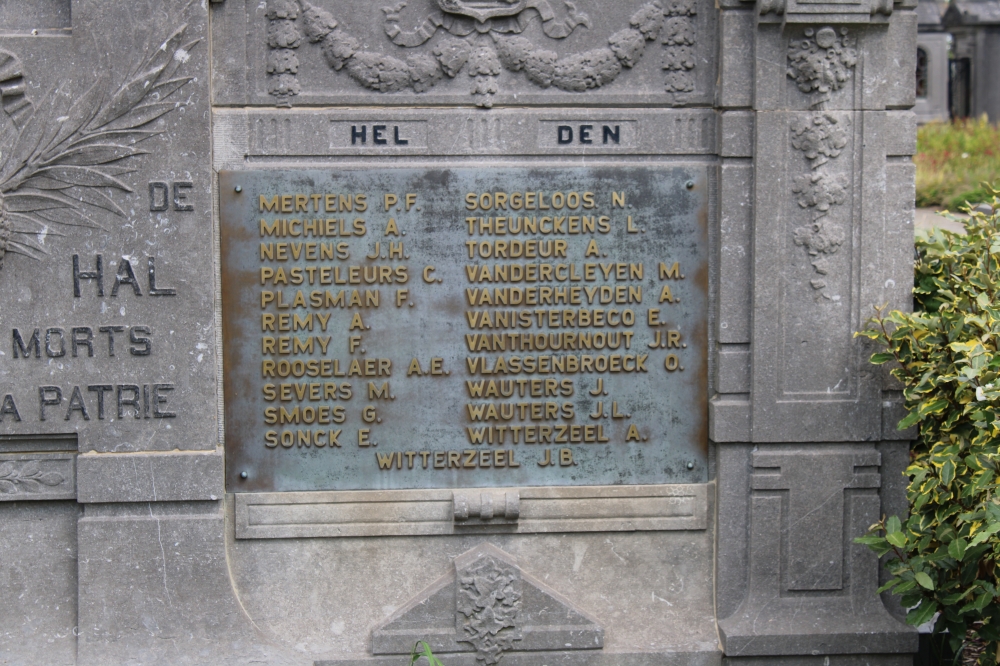 HEL DEN
DE
HAL
MORTS
PATRIE
MERTENS P.F.
MICHIELS A.
NEVENS J.H.
PASTELEURS C.
PLASMAN F.
REMY A.
REMY F.
ROOSELAER A.E.
SEVERS M.
SMOES G.
SONCK E.
SORGELOOS N.
THEUNCKENS L.
TORDEUR A.
VANDERCLEYEN M.
VANDERHEYDEN A.
VANISTERBECQ E.
VANTHOURNOUT J.R.
VLASSENBROECK O.
WAUTERS J.
WAUTERS J.L.
WITTERZEEL A.
WITTERZEEL J.B.